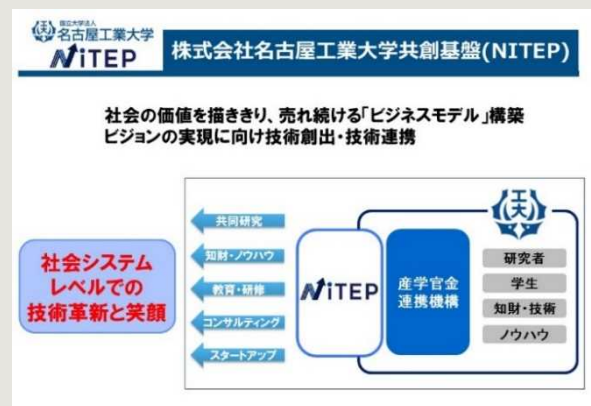 国立大学法人
名古屋工業大学
NiTEP
株式会社名古屋工業大学共創基盤(NITEP)
社会の価値を描ききり、売れ続ける「ビジネスモデル」構築
ビジョンの実現に向け技術創出・技術連携
社会システム
レベルでの
技術革新と笑顔
共同研究
知財・ノウハウ
教育・研修
コンサルティング
スタートアップ
NiTEP
産学官金
連携機構
研究者
学生
知財・技術
ノウハウ